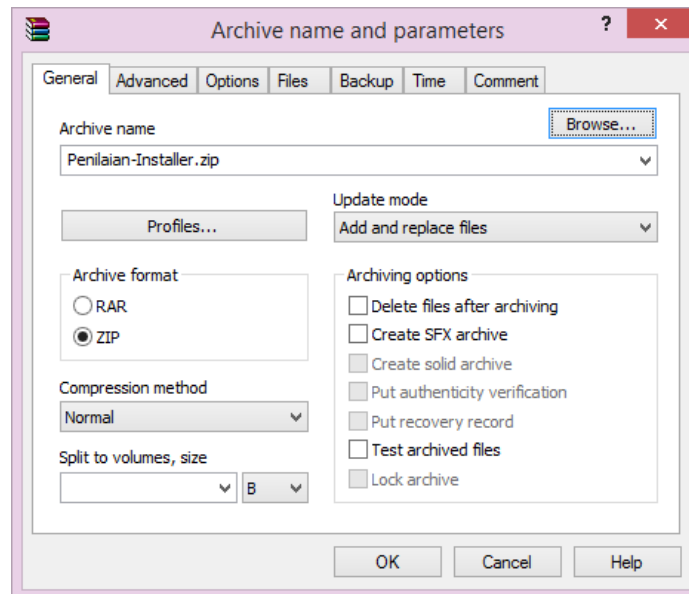 Archive name and parameters
?
General Advanced Options Files Backup Time Comment
Archive name
Browse...
Penilaian-Installer.zip
Update mode
Profiles...
Add and replace files
Archive format
RAR
ZIP
Compression method
Normal
Split to volumes, size
B
Archiving options
Delete files after archiving
Create SFX archive
Create solid archive
Put authenticity verification
Put recovery record
Test archived files
Lock archive
OK Cancel Help